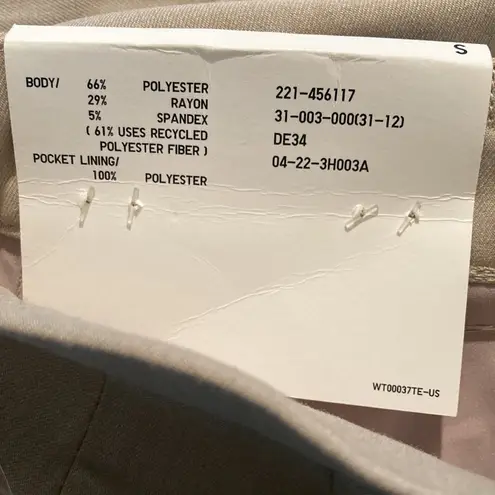 S
BODY/ 66% POLYESTER
29% RAYON
5% SPANDEX
( 61% USES RECYCLED
POLYESTER FIBER )
POCKET LINING/
100% POLYESTER
221-456117
31-003-000(31-12)
DE34
04-22-3H003A
WT00037TE-US